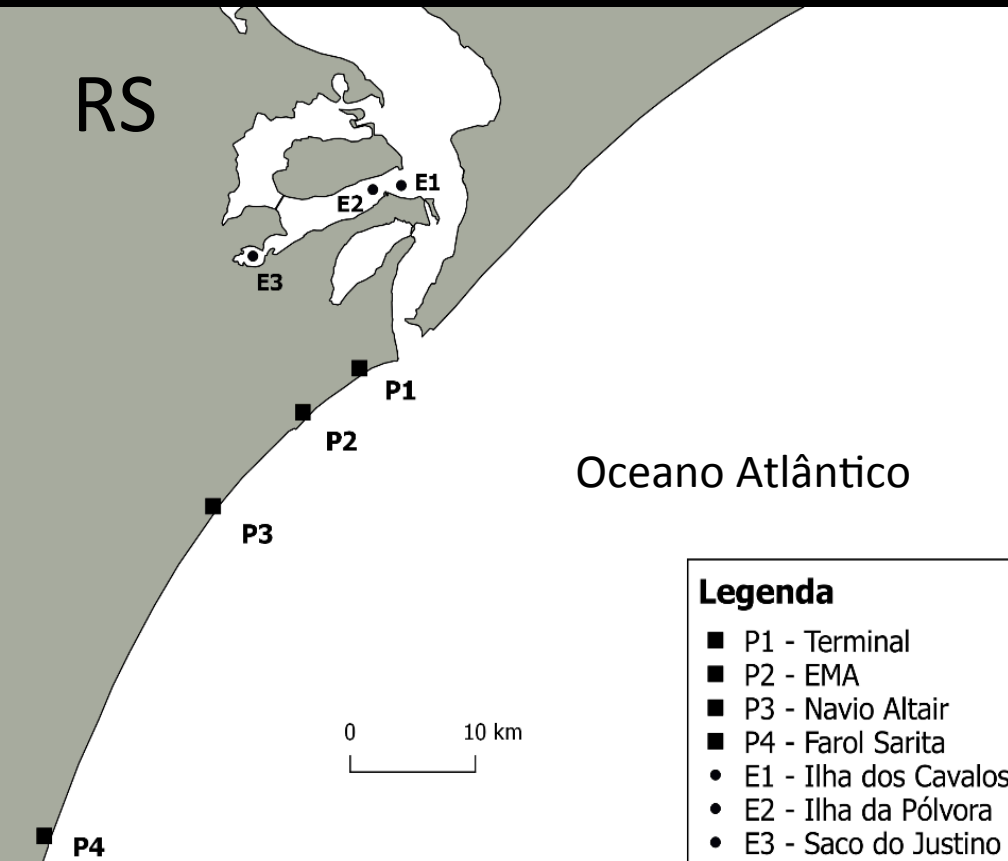 RS
E1
E2
E3
P1
P2
Oceano Atlântico
P3
Legenda
P1 - Terminal
P2 - EMA
P3 - Navio Altair
P4 - Farol Sarita
E1 - Ilha dos Cavalos
E2 - Ilha da Pólvora
E3 - Saco do Justino
0 10 km
P4